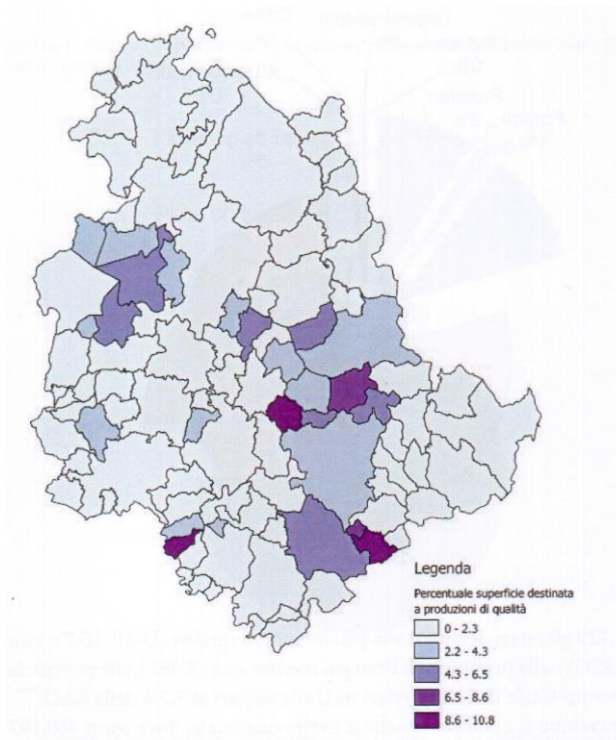 Legenda
Percentuale superficie destinata
a produzioni di qualità
0 - 2.3
2.2 - 4.3
4.3 - 6.5
6.5 - 8.6
8.6 - 10.8